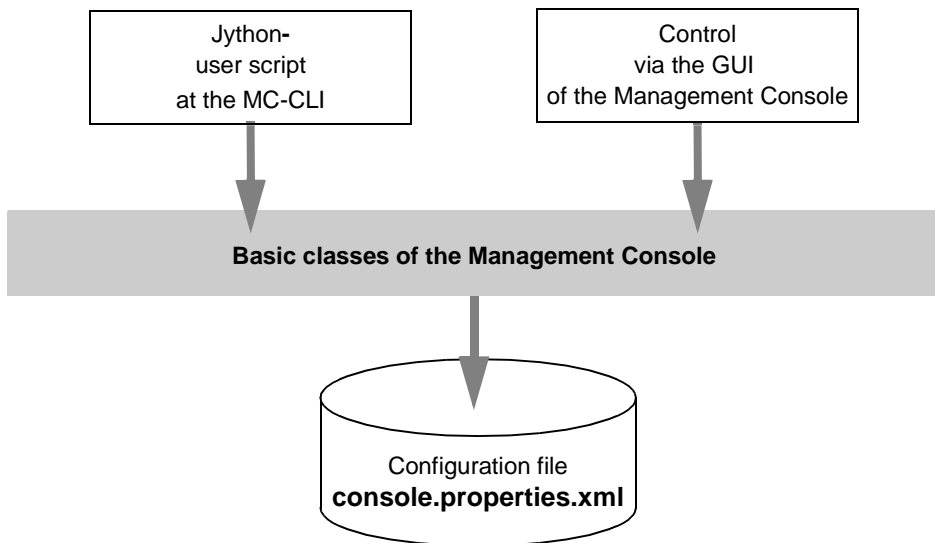 Jython-
user script
at the MC-CLI
Control
via the GUI
of the Management Console
Basic classes of the Management Console
Configuration file
console.properties.xml